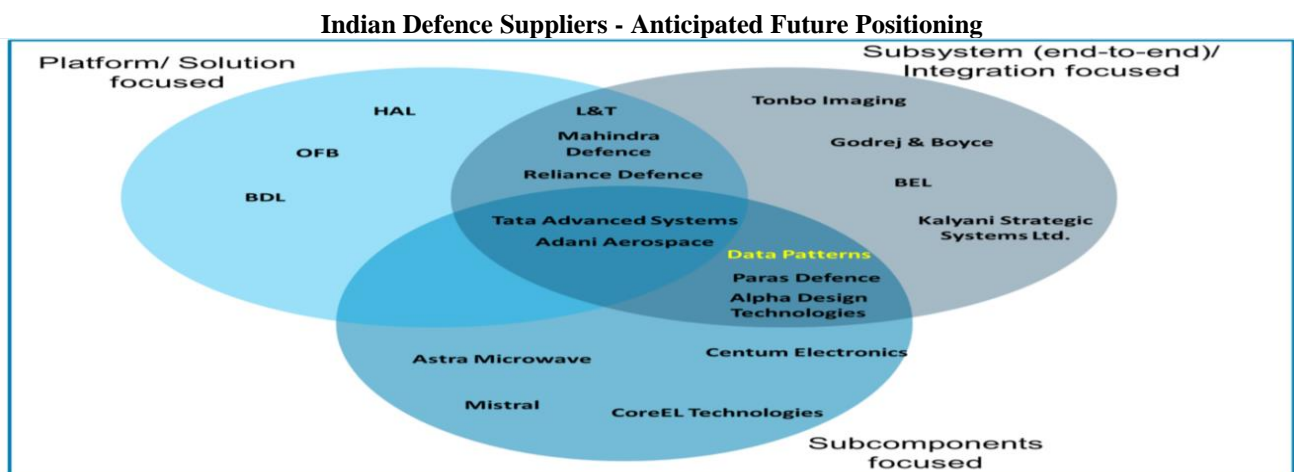 Indian Defence Suppliers - Anticipated Future Positioning
Platform/ Solution
focused
Subsystem (end-to-end)/
Integration focused
HAL
OFB
BDL
L&T
Mahindra
Defence
Reliance Defence
Tonbo Imaging
Godrej & Boyce
BEL
Kalyani Strategic
Systems Ltd.
Tata Advanced Systems
Adani Aerospace
Data Patterns
Paras Defence
Alpha Design
Technologies
Astra Microwave
Centum Electronics
Mistral
CoreEL Technologies
Subcomponents
focused